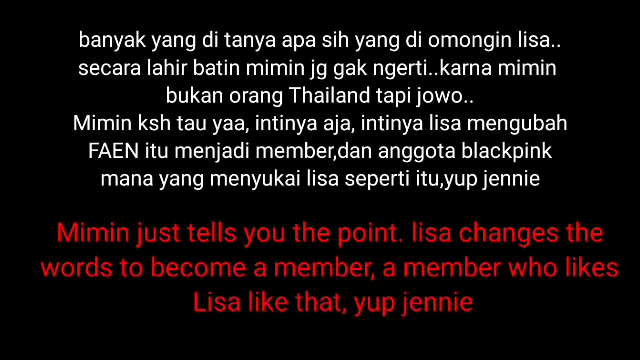 banyak yang di tanya apa sih yang di omongin lisa..
secara lahir batin mimin jg gak ngerti..karna mimin
bukan orang Thailand tapi jowo..
Mimin ksh tau yaa, intinya aja, intinya lisa mengubah
FAEN itu menjadi member,dan anggota blackpink
mana yang menyukai lisa seperti itu,yup jennie
Mimin just tells you the point. lisa changes the
words to become a member, a member who likes
Lisa like that, yup jennie